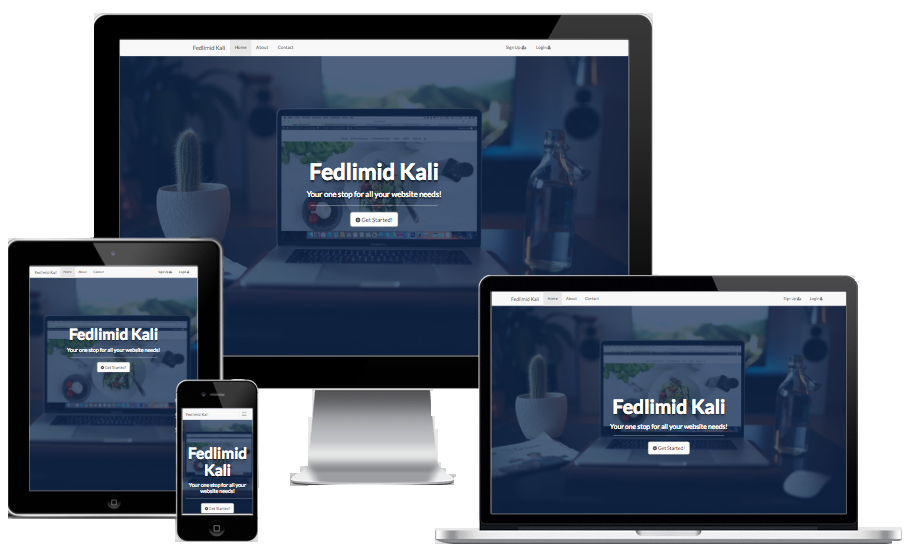 Fedlimid Kali Home About Contact Sign Up Login
Fedlimid Kali
Your one stop for all your website needs!
Get Started!
Fedlimid Kali Home About Contact Sign Up Login
Fedlimid Kali
Your one stop for all your website needs!
Get Started!
Fedlimid Kali
Fedlimid
Kali
Your one stop for all your
website needs!
Get Started!
Fedlimid Kali Home About Contact Sign Up Login
Fedlimid Kali
Your one stop for all your website needs!
Get Started!